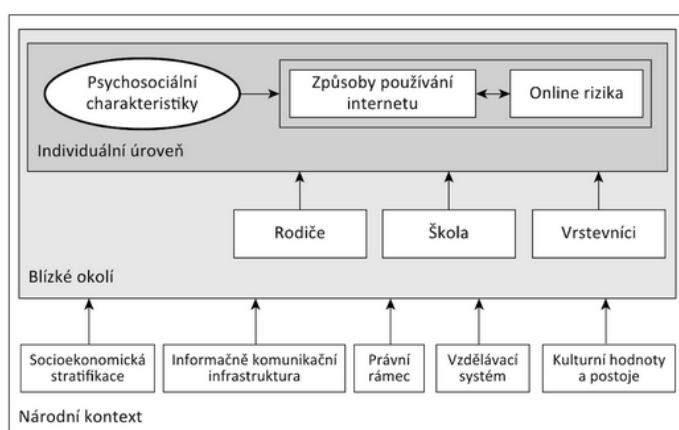 Psychosociální
charakteristiky
Způsoby používání
internetu
Online rizika
Individuální úroveň
Rodiče
Škola
Vrstevníci
Blízké okolí
Socioekonomická
stratifikace
Informačně komunikační
infrastruktura
Právní
rámec
Vzdělávací
systém
Kulturní hodnoty
a postoje
Národní kontext